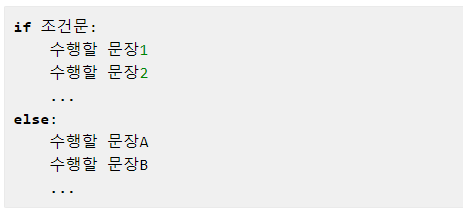 if 조건문:
    수행할 문장1
    수행할 문장2
    ...
else:
    수행할 문장A
    수행할 문장B
    ...